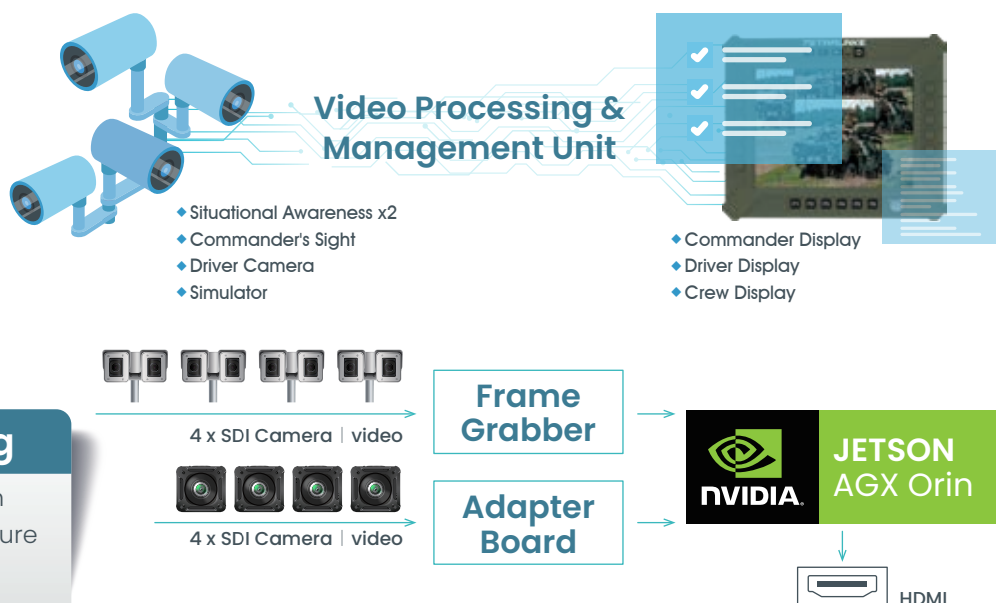 Video Processing &
Management Unit
Situational Awareness x2
Commander's Sight
Driver Camera
Simulator
Commander Display
Driver Display
Crew Display
4 x SDI Camera | video
Frame
Grabber
4 x SDI Camera | video
Adapter
Board
NVIDIA.
JETSON
AGX Orin
HDMI
g
n
ure